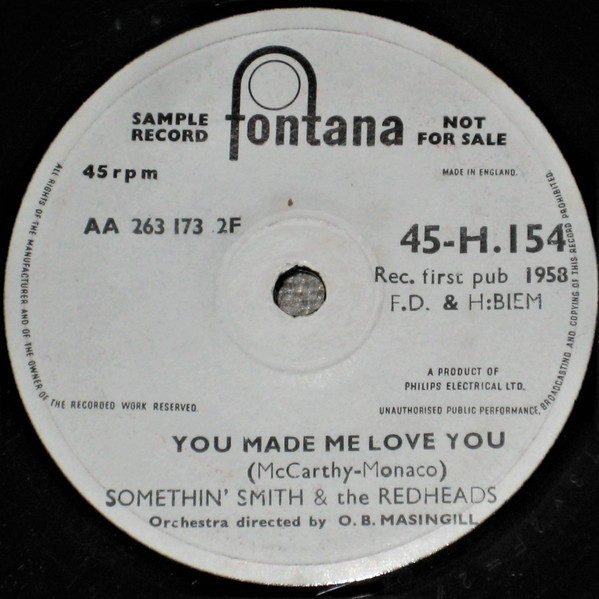 SAMPLE RECORD
fontana
NOT FOR SALE
45 rpm
MADE IN ENGLAND.
AA 263 173 2F
45-H.154
Rec. first pub 1958
F.D. & H:BIEM
A PRODUCT OF
PHILIPS ELECTRICAL LTD.
ALL RIGHTS OF THE MANUFACTURER AND OF THE OWNER OF THE RECORDED WORK RESERVED.
UNAUTHORISED PUBLIC PERFORMANCE, BROADCASTING AND COPYING OF THIS RECORD PROHIBITED.
YOU MADE ME LOVE YOU
(McCarthy-Monaco)
SOMETHIN' SMITH & the REDHEADS
Orchestra directed by O. B. MASINGILL